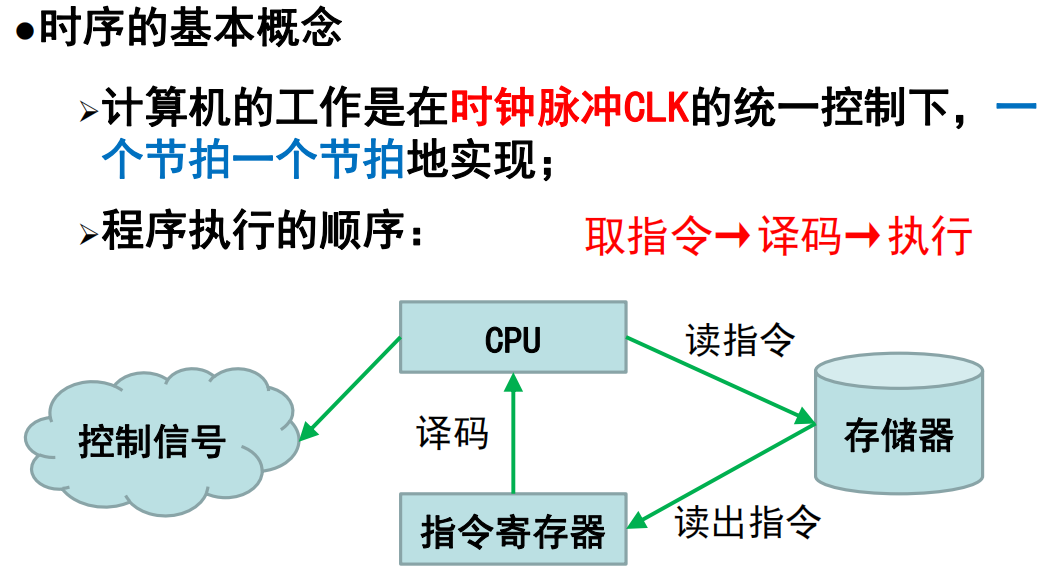 ●时序的基本概念
➢计算机的工作是在时钟脉冲CLK的统一控制下，一
个节拍一个节拍地实现；
➢程序执行的顺序： 取指令→译码→执行
CPU
读指令
控制信号
译码
存储器
指令寄存器
读出指令